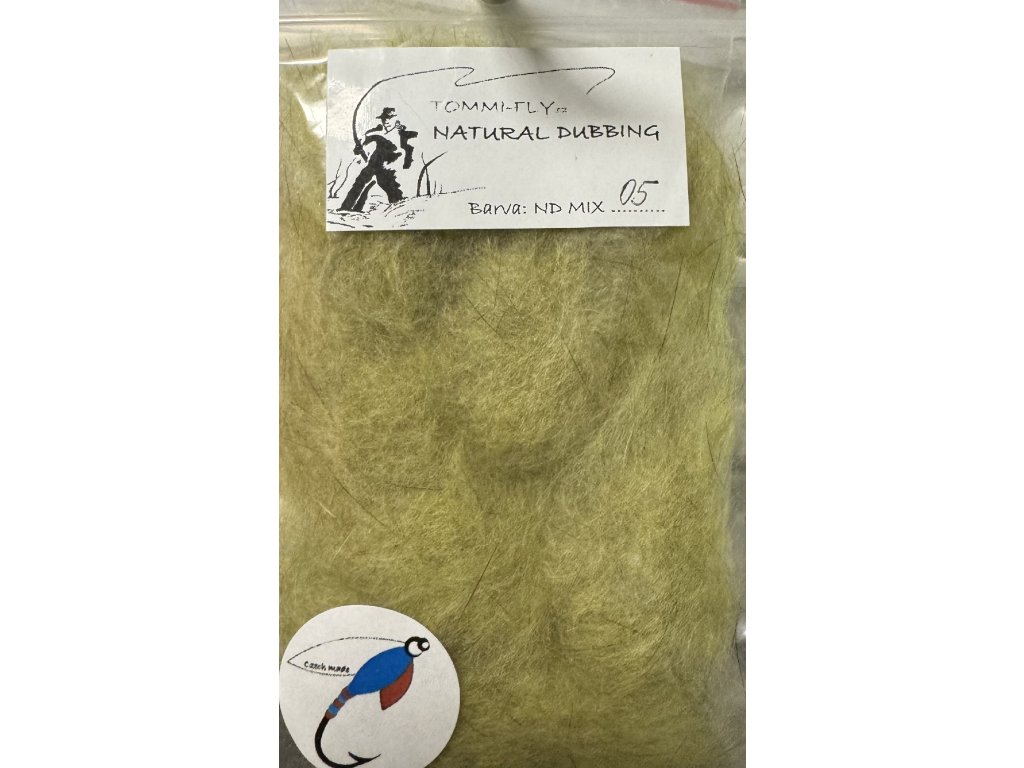 TOMMI-FLY.cz
NATURAL DUBBING
Barva: ND MIX 05
Czech made